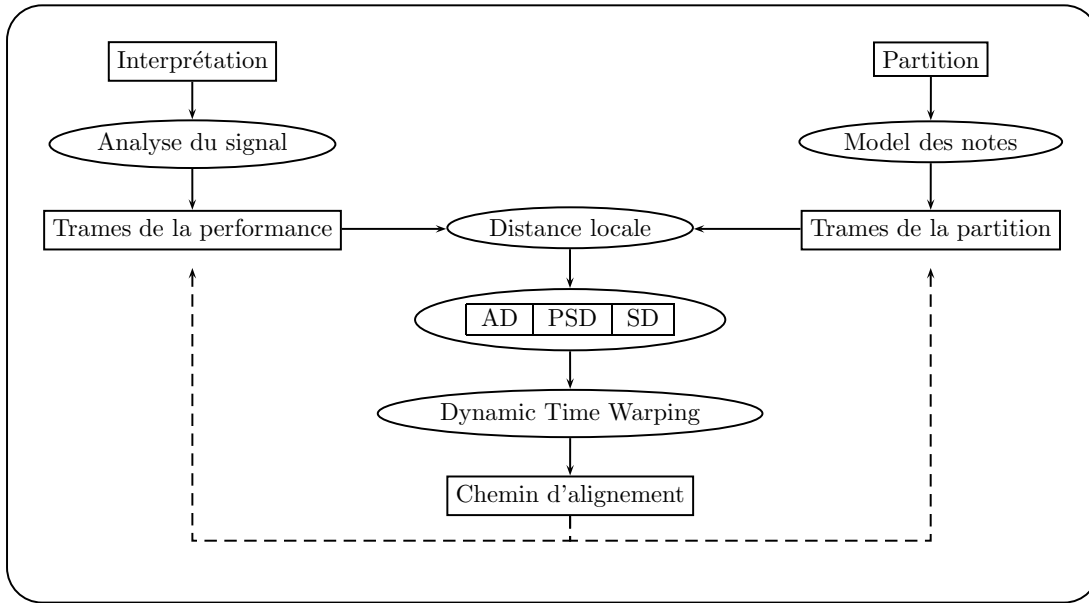 Interprétation
Partition
Analyse du signal
Model des notes
Trames de la performance
Distance locale
Trames de la partition
AD PSD SD
Dynamic Time Warping
Chemin d'alignement